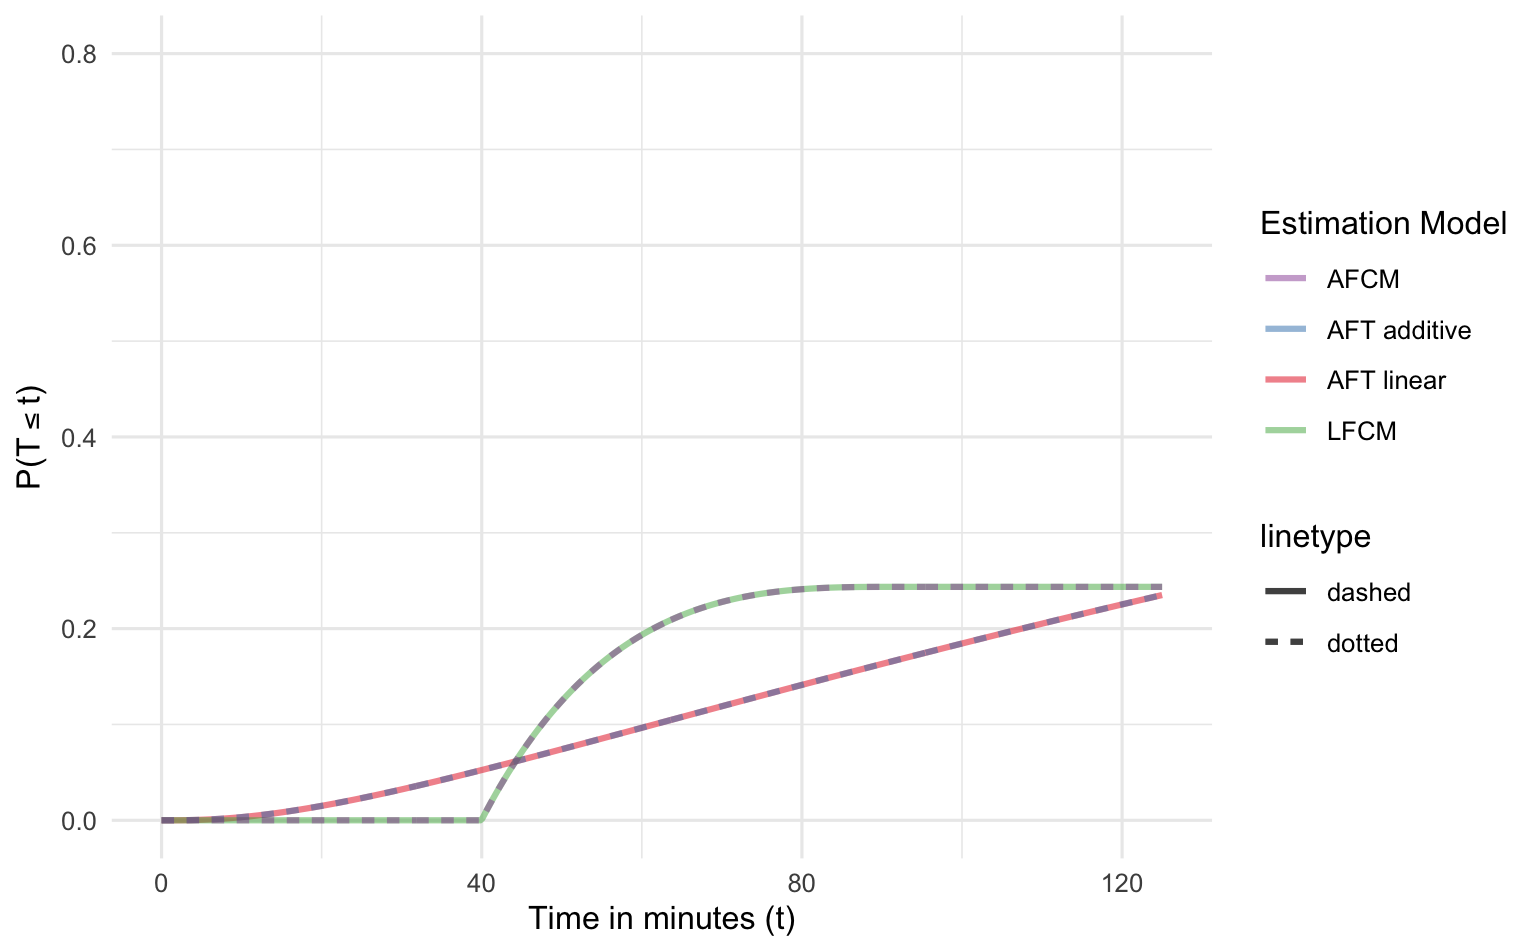 0.8
0.6
0.4
0.2
0.0
P(T ≤ t)
0 40 80 120
Time in minutes (t)
Estimation Model
AFCM
AFT additive
AFT linear
LFCM
linetype
dashed
dotted